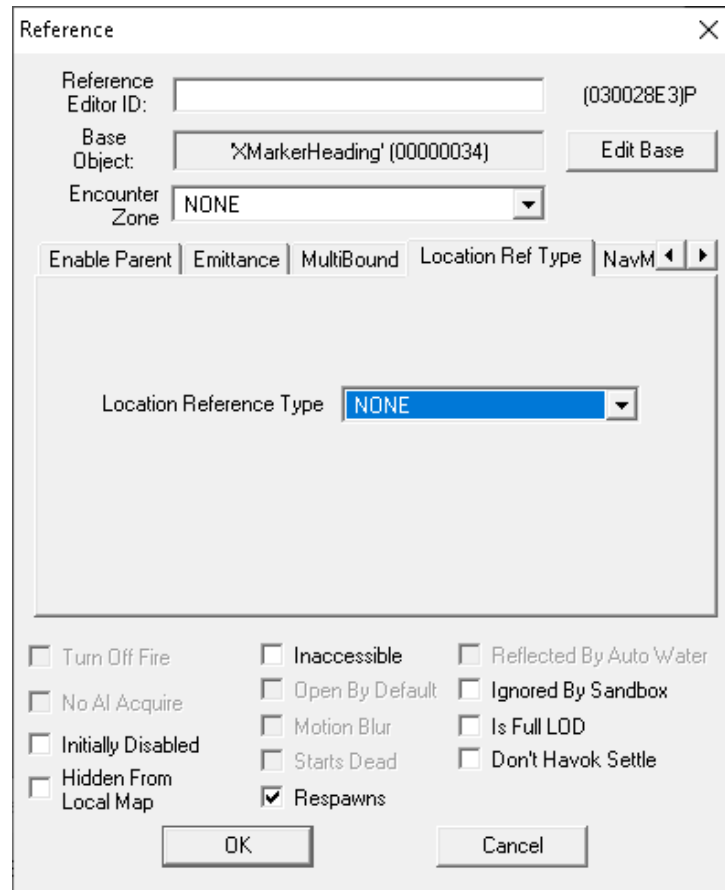 Reference
Reference
Editor ID:
(030028E3)P
Base
Object:
'XMarkerHeading' (00000034)
Edit Base
Encounter
Zone
NONE
Enable Parent
Emittance
MultiBound
Location Ref Type
NavM
Location Reference Type
NONE
Turn Off Fire
Inaccessible
Reflected By Auto Water
No AI Acquire
Open By Default
Ignored By Sandbox
Initially Disabled
Motion Blur
Is Full LOD
Hidden From
Local Map
Starts Dead
Don't Havok Settle
Respawns
OK
Cancel